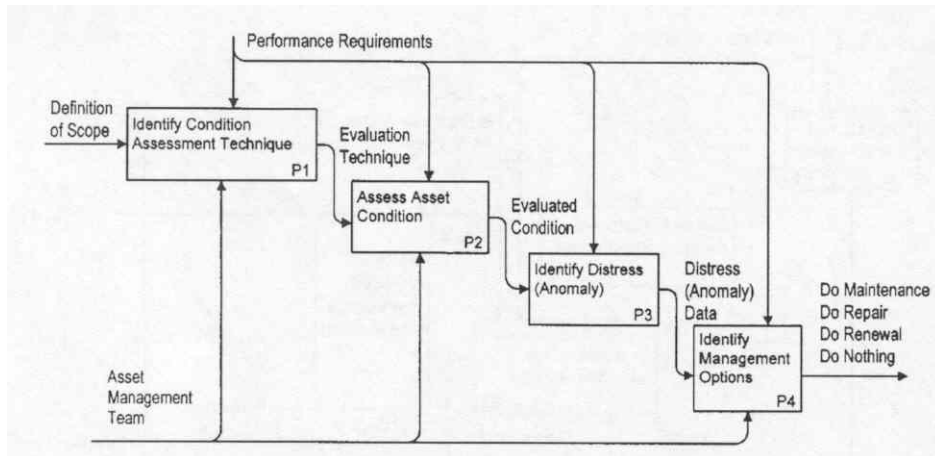 Performance Requirements
Definition
of Scope
Identify Condition
Assessment Technique
P1
Evaluation
Technique
Assess Asset
Condition
P2
Evaluated
Condition
Identify Distress
(Anomaly)
P3
Distress
(Anomaly)
Data
Identify
Management
Options
P4
Do Maintenance
Do Repair
Do Renewal
Do Nothing
Asset
Management
Team